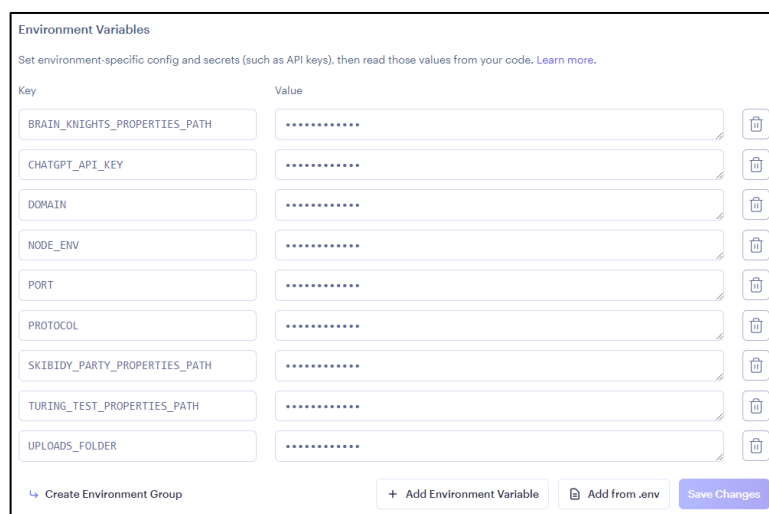 Environment Variables
Set environment-specific config and secrets (such as API keys), then read those values from your code. Learn more.
Key Value
BRAIN_KNIGHTS_PROPERTIES_PATH ••••••••••••
CHATGPT_API_KEY ••••••••••••
DOMAIN ••••••••••••
NODE_ENV ••••••••••••
PORT ••••••••••••
PROTOCOL ••••••••••••
SKIBIDY_PARTY_PROPERTIES_PATH ••••••••••••
TURING_TEST_PROPERTIES_PATH ••••••••••••
UPLOADS_FOLDER ••••••••••••
Create Environment Group + Add Environment Variable Add from .env Save Changes